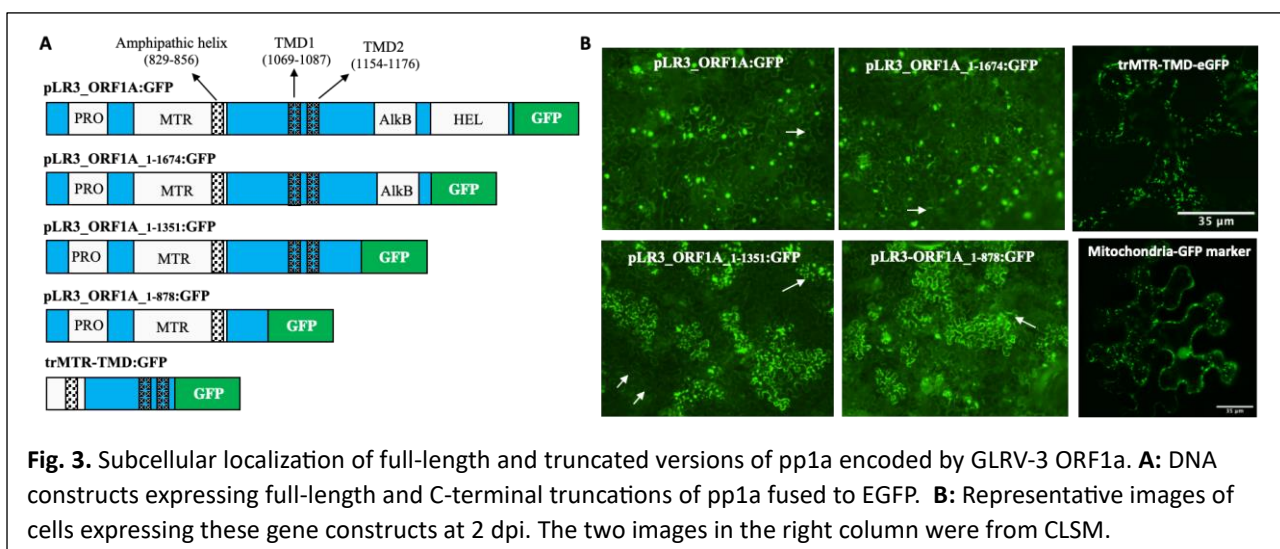 A
Amphipathic helix
(829-856)
TMD1
(1069-1087)
TMD2
(1154-1176)
pLR3_ORF1A:GFP
PRO MTR AlkB HEL GFP
pLR3_ORF1A_1-1674:GFP
PRO MTR AlkB GFP
pLR3_ORF1A_1-1351:GFP
PRO MTR GFP
pLR3_ORF1A_1-878:GFP
PRO MTR GFP
trMTR-TMD:GFP
GFP
B
pLR3_ORF1A:GFP
pLR3_ORF1A_1-1674:GFP
trMTR-TMD-eGFP
35 µm
pLR3_ORF1A_1-1351:GFP
pLR3-ORF1A_1-878:GFP
Mitochondria-GFP marker
35 µm
Fig. 3. Subcellular localization of full-length and truncated versions of pp1a encoded by GLRV-3 ORF1a. A: DNA
constructs expressing full-length and C-terminal truncations of pp1a fused to EGFP. B: Representative images of
cells expressing these gene constructs at 2 dpi. The two images in the right column were from CLSM.